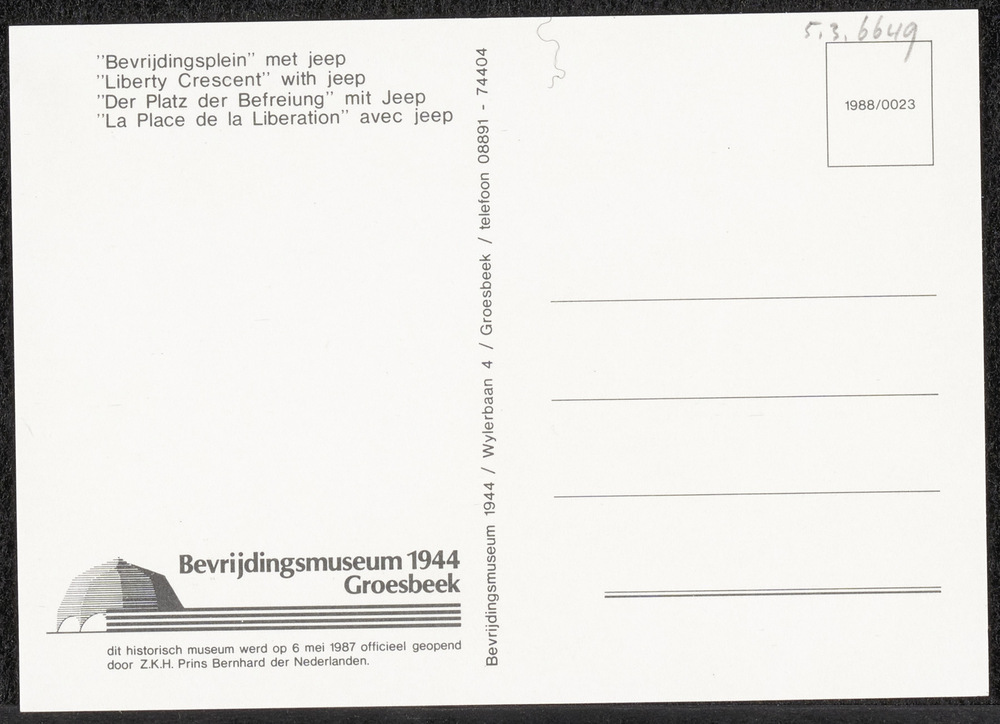 "Bevrijdingsplein" met jeep
"Liberty Crescent" with jeep
"Der Platz der Befreiung" mit Jeep
"La Place de la Liberation" avec jeep
Bevrijdingsmuseum 1944
Groesbeek
dit historisch museum werd op 6 mei 1987 officieel geopend
door Z.K.H. Prins Bernhard der Nederlanden.
Bevrijdingsmuseum 1944 / Wylerbaan 4 / Groesbeek / telefoon 08891 - 74404
5.3.6649
1988/0023